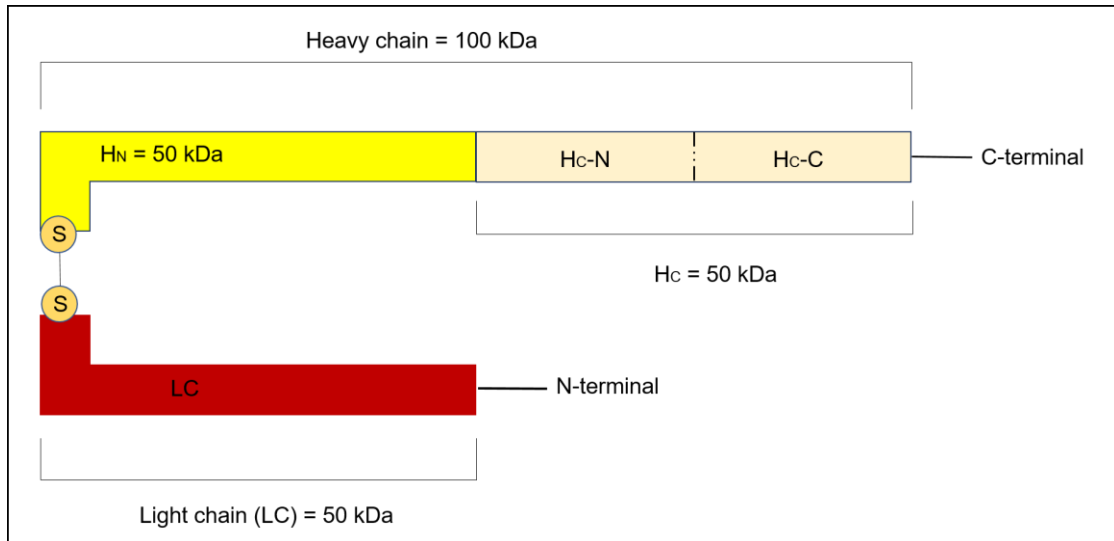 Heavy chain = 100 kDa
HN = 50 kDa
HC-N
HC-C
C-terminal
S
HC = 50 kDa
S
LC
N-terminal
Light chain (LC) = 50 kDa